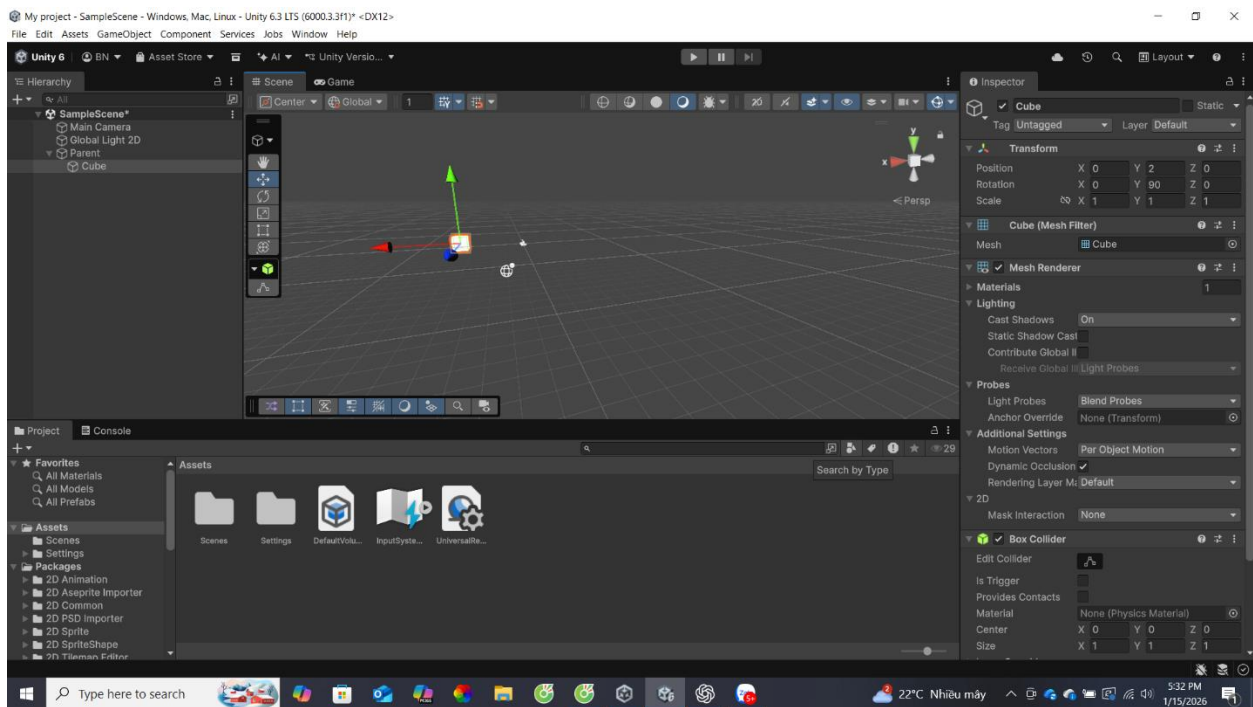 My project - SampleScene - Windows, Mac, Linux - Unity 6.3 LTS (6000.3.3f1)* <DX12>
File Edit Assets GameObject Component Services Jobs Window Help
Unity 6 BN Asset Store AI Unity Versio... Layout
Hierarchy
All
SampleScene*
Main Camera
Global Light 2D
Parent
Cube
Scene Game
Center Global 1 2D
y
x
Persp
Inspector
Cube Static
Tag Untagged Layer Default
Transform
Position X 0 Y 2 Z 0
Rotation X 0 Y 90 Z 0
Scale X 1 Y 1 Z 1
Cube (Mesh Filter)
Mesh Cube
Mesh Renderer
Materials 1
Lighting
Cast Shadows On
Static Shadow Cast
Contribute Global Il
Receive Global Ill Light Probes
Probes
Light Probes Blend Probes
Anchor Override None (Transform)
Additional Settings
Motion Vectors Per Object Motion
Dynamic Occlusion
Rendering Layer Ma Default
2D
Mask Interaction None
Box Collider
Edit Collider
Is Trigger
Provides Contacts
Material None (Physics Material)
Center X 0 Y 0 Z 0
Size X 1 Y 1 Z 1
Project Console
29
Search by Type
Favorites
All Materials
All Models
All Prefabs
Assets
Scenes
Settings
Packages
2D Animation
2D Aseprite Importer
2D Common
2D PSD Importer
2D Sprite
2D SpriteShape
2D Tilemap Editor
Assets
Scenes Settings DefaultVolu... InputSyste... UniversalRe...
Type here to search
22°C Nhiều mây
5:32 PM
1/15/2026